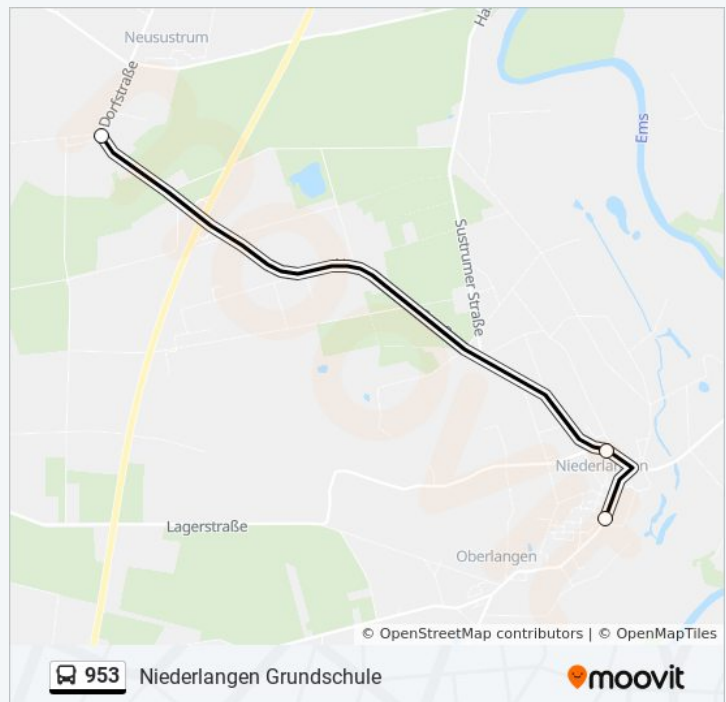 Neusustrum
Ha
Dorfstraße
Ems
Sustrumer Straße
Niederlangen
Lagerstraße
Oberlangen
© OpenStreetMap contributors | © OpenMapTiles
953 Niederlangen Grundschule
moovit